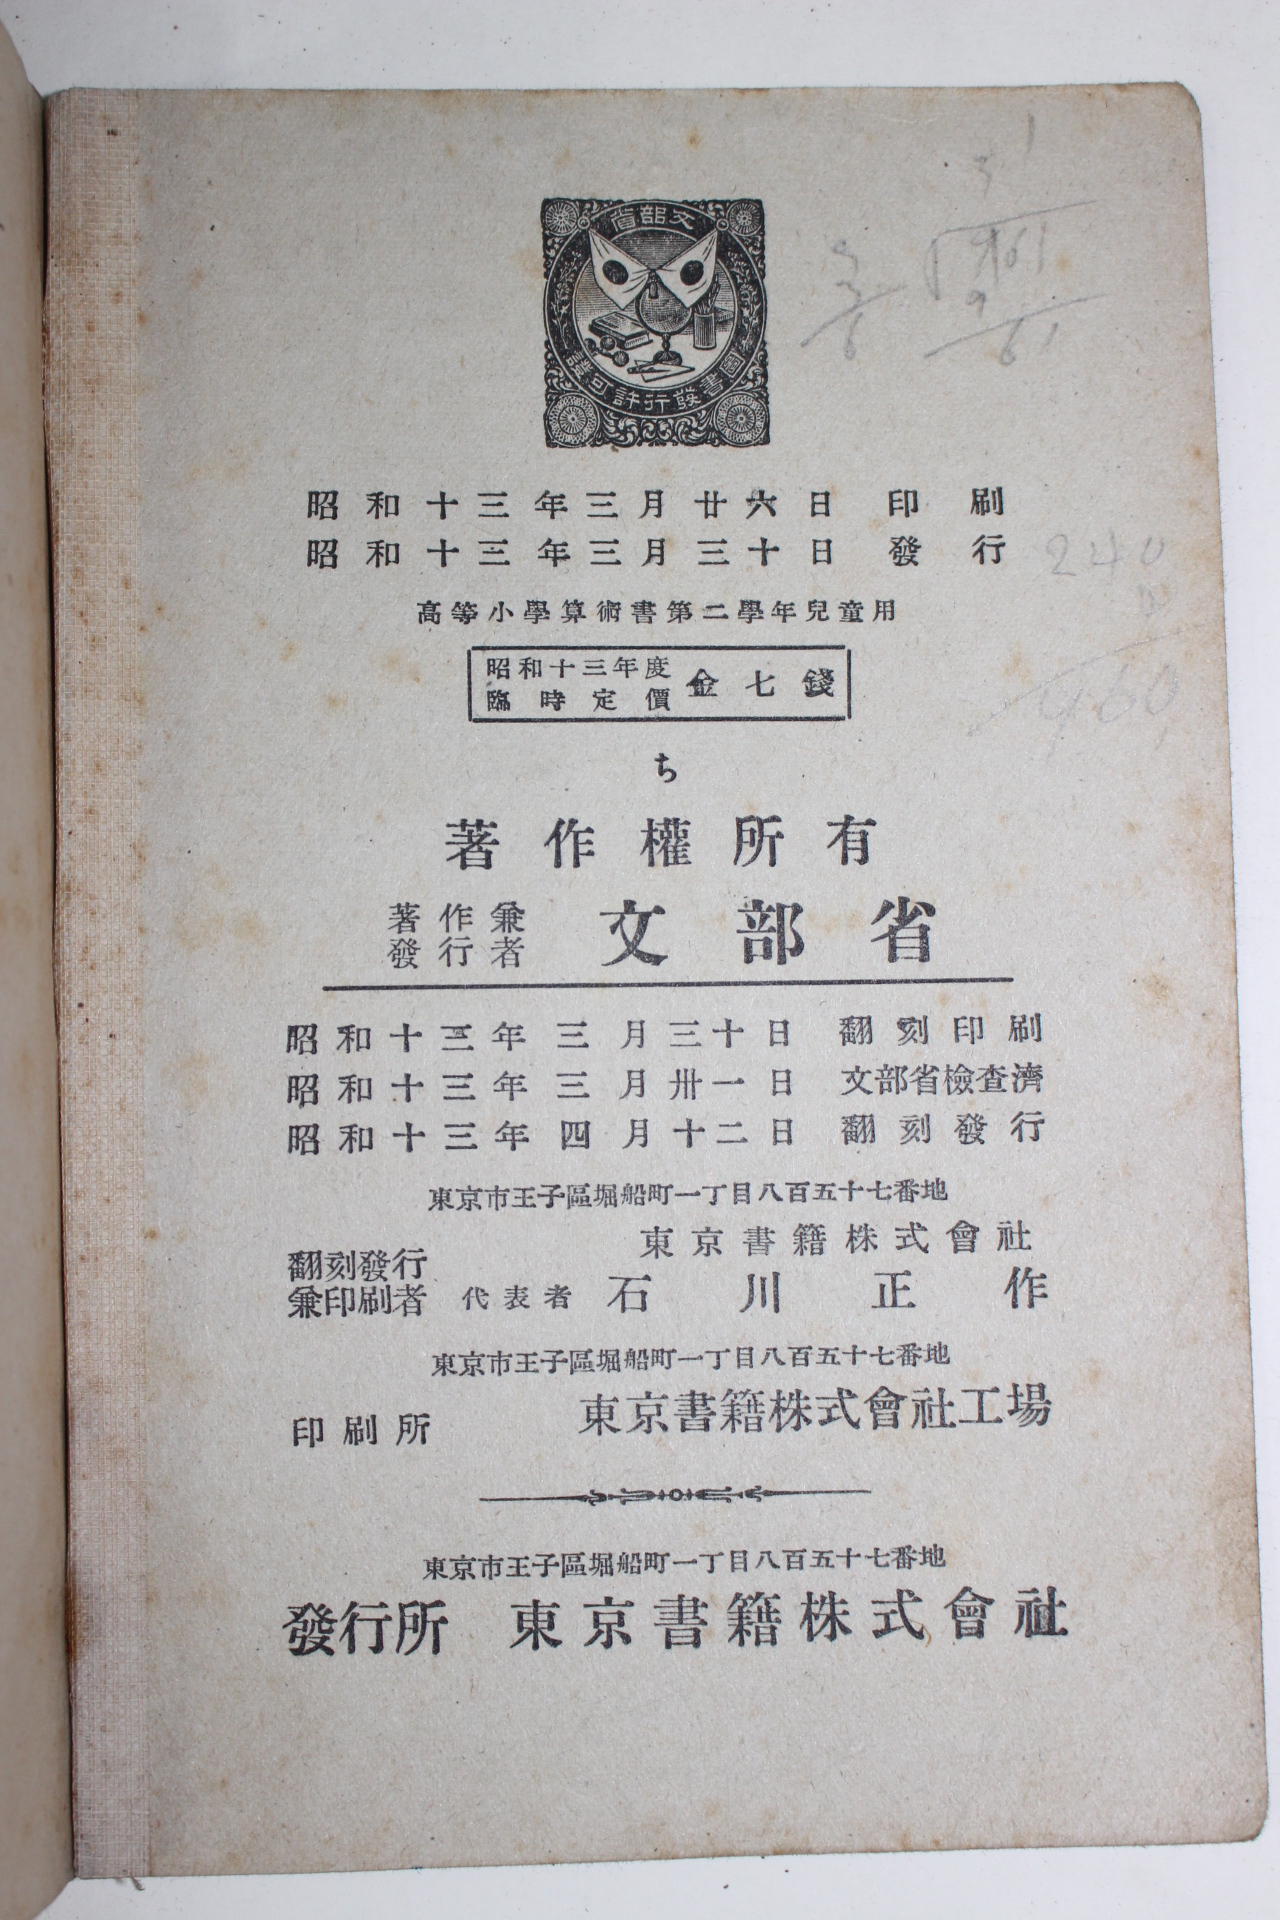 文部省
圖書發行許可證
昭和十三年三月廿六日 印刷
昭和十三年三月三十日 發行
高等小學算術書第二學年兒童用
昭和十三年度
臨時定價
金七錢
ち
著作權所有
著作兼
發行者
文部省
昭和十三年三月三十日 翻刻印刷
昭和十三年三月卅一日 文部省檢查濟
昭和十三年四月十二日 翻刻發行
東京市王子區堀船町一丁目八百五十七番地
東京書籍株式會社
翻刻發行
兼印刷者
代表者 石川正作
東京市王子區堀船町一丁目八百五十七番地
印刷所 東京書籍株式會社工場
東京市王子區堀船町一丁目八百五十七番地
發行所 東京書籍株式會社
240